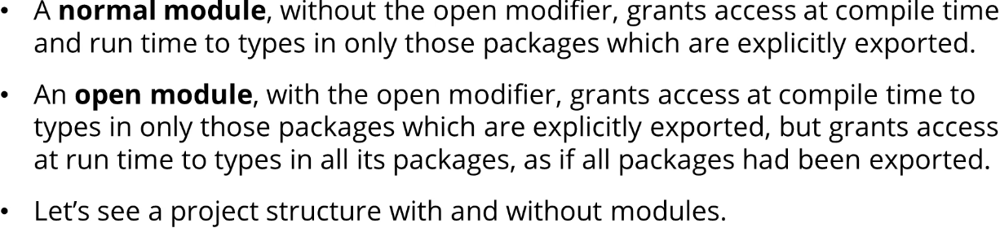 • A normal module, without the open modifier, grants access at compile time
and run time to types in only those packages which are explicitly exported.
• An open module, with the open modifier, grants access at compile time to
types in only those packages which are explicitly exported, but grants access
at run time to types in all its packages, as if all packages had been exported.
• Let’s see a project structure with and without modules.